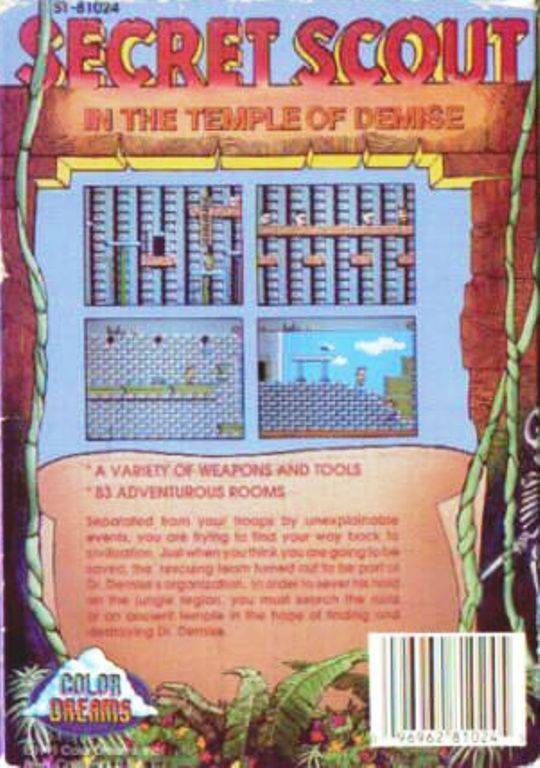 S1-81024
SECRET SCOUT
IN THE TEMPLE OF DEMISE
* A VARIETY OF WEAPONS AND TOOLS
* 83 ADVENTUROUS ROOMS
Separated from your troops by unexplainable
events, you are trying to find your way back to
civilization. Just when you think you are going to be
saved, the rescuing team turned out to be part of
Dr. Demise's organization. In order to sever his hold
on the jungle region, you must search the ruins
of an ancient temple in the hope of finding and
destroying Dr. Demise.
COLOR
DREAMS
Color Dreams
96962 81024